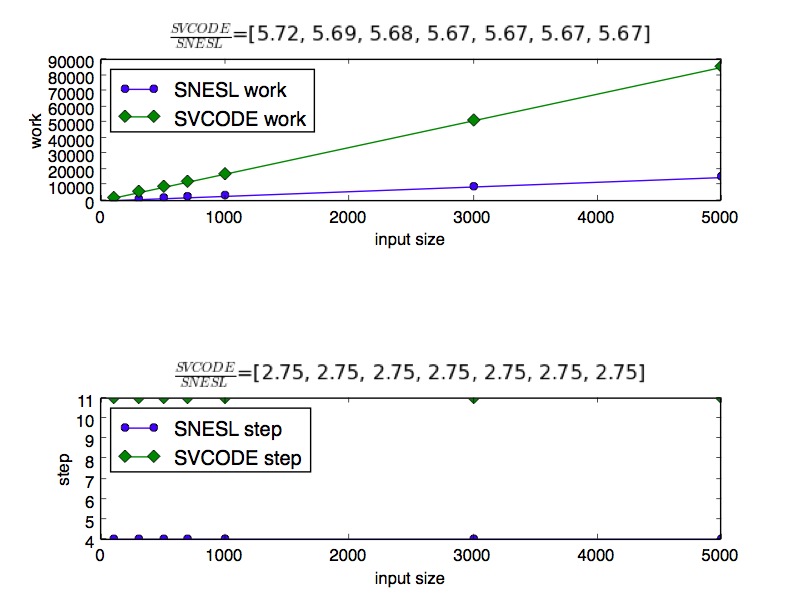 SVCODE
SNESL =[5.72, 5.69, 5.68, 5.67, 5.67, 5.67, 5.67]
90000
80000
70000
60000
50000
40000
30000
20000
10000
0
work
SNESL work
SVCODE work
0 1000 2000 3000 4000 5000
input size
SVCODE
SNESL =[2.75, 2.75, 2.75, 2.75, 2.75, 2.75, 2.75]
11
10
9
8
7
6
5
4
step
SNESL step
SVCODE step
0 1000 2000 3000 4000 5000
input size